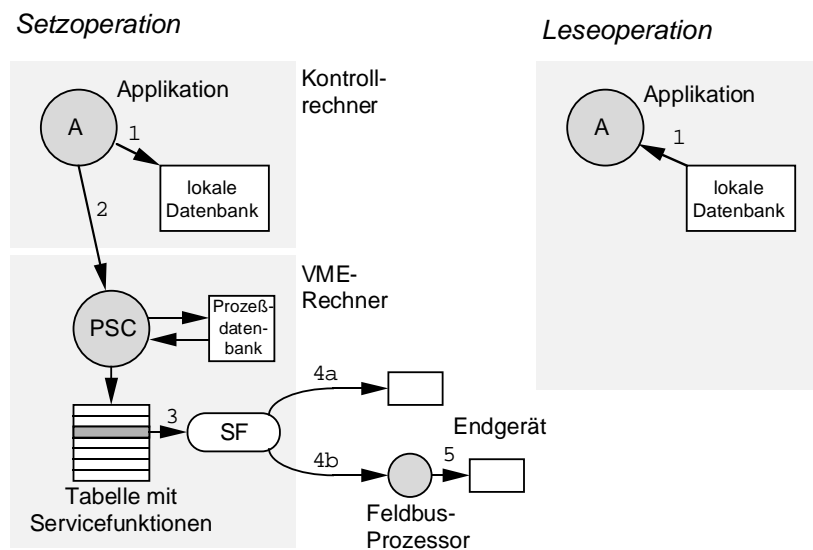 Setzoperation
Leseoperation
Applikation
Kontroll-
rechner
A
1
lokale
Datenbank
2
Applikation
A
1
lokale
Datenbank
VME-
Rechner
PSC
Prozeß-
daten-
bank
3
SF
4a
4b
Endgerät
5
Tabelle mit
Servicefunktionen
Feldbus-
Prozessor